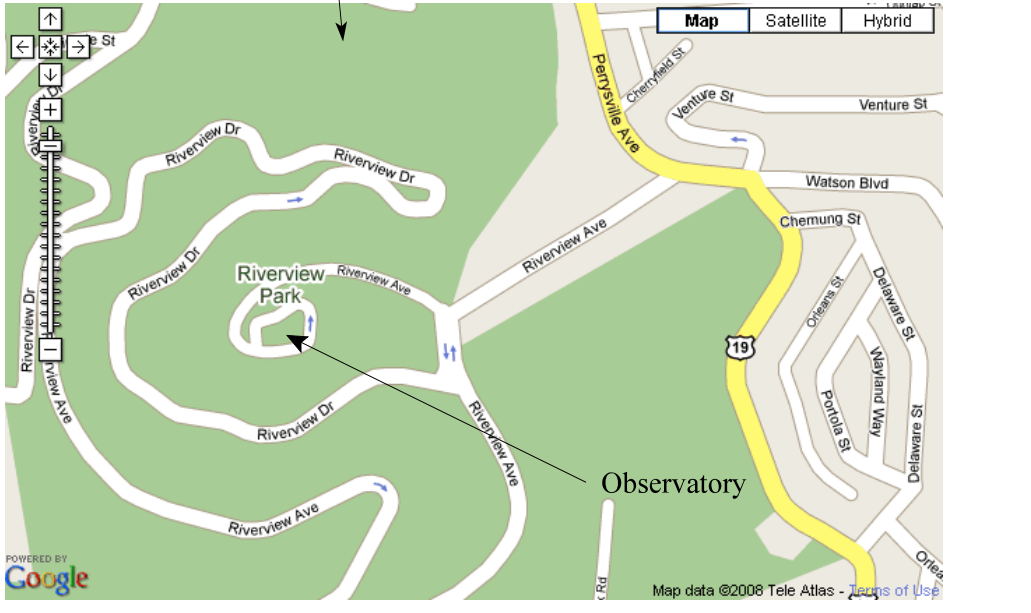 Map
Satellite
Hybrid
Perrysville Ave
Cherryfield St
Venture St
Venture St
Watson Blvd
Riverview Dr
Riverview Dr
Riverview Dr
Riverview Ave
Chemung St
Riverview Dr
Riverview
Park
Riverview Ave
Orleans St
Delaware St
Riverview Dr
19
Wayland Way
Portola St
Delaware St
Riverview Dr
Riverview Ave
Observatory
Riverview Ave
POWERED BY
Google
Rd
Map data ©2008 Tele Atlas - Terms of Use